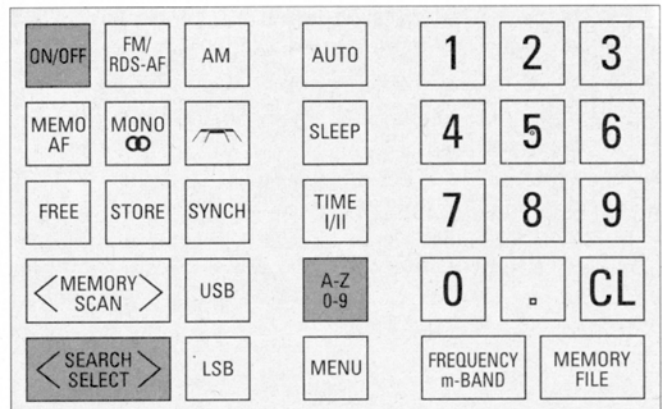 ON/OFF
FM/
RDS-AF
AM
AUTO
1
2
3
MEMO
AF
MONO
SLEEP
4
5
6
FREE
STORE
SYNCH
TIME
I/II
7
8
9
<MEMORY
SCAN>
USB
A-Z
0-9
0
.
CL
<SEARCH
SELECT>
LSB
MENU
FREQUENCY
m-BAND
MEMORY
FILE